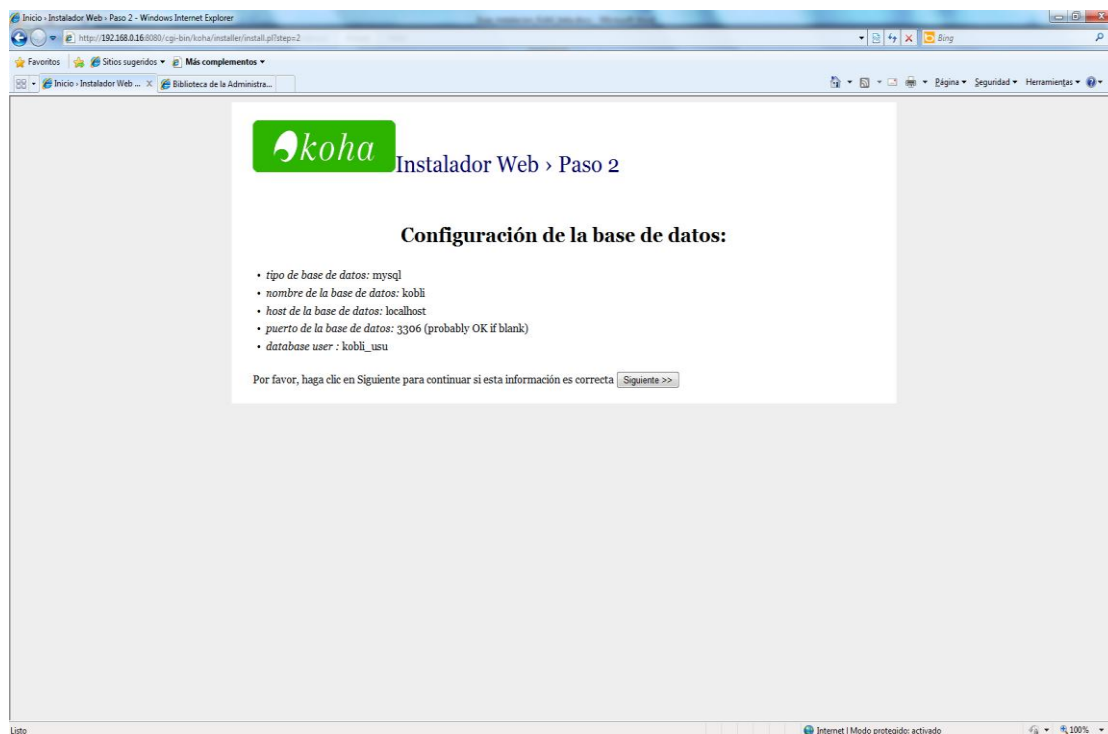 Inicio › Instalador Web › Paso 2 - Windows Internet Explorer
http://192.168.0.16:8080/cgi-bin/koha/installer/install.pl?step=2
Bing
Favoritos Sitios sugeridos Más complementos
Inicio › Instalador Web ... X Biblioteca de la Administra...
Página Seguridad Herramientas
koha Instalador Web › Paso 2
Configuración de la base de datos:
• tipo de base de datos: mysql
• nombre de la base de datos: kobli
• host de la base de datos: localhost
• puerto de la base de datos: 3306 (probably OK if blank)
• database user : kobli_usu
Por favor, haga clic en Siguiente para continuar si esta información es correcta Siguiente >>
Listo Internet | Modo protegido: activado 100%